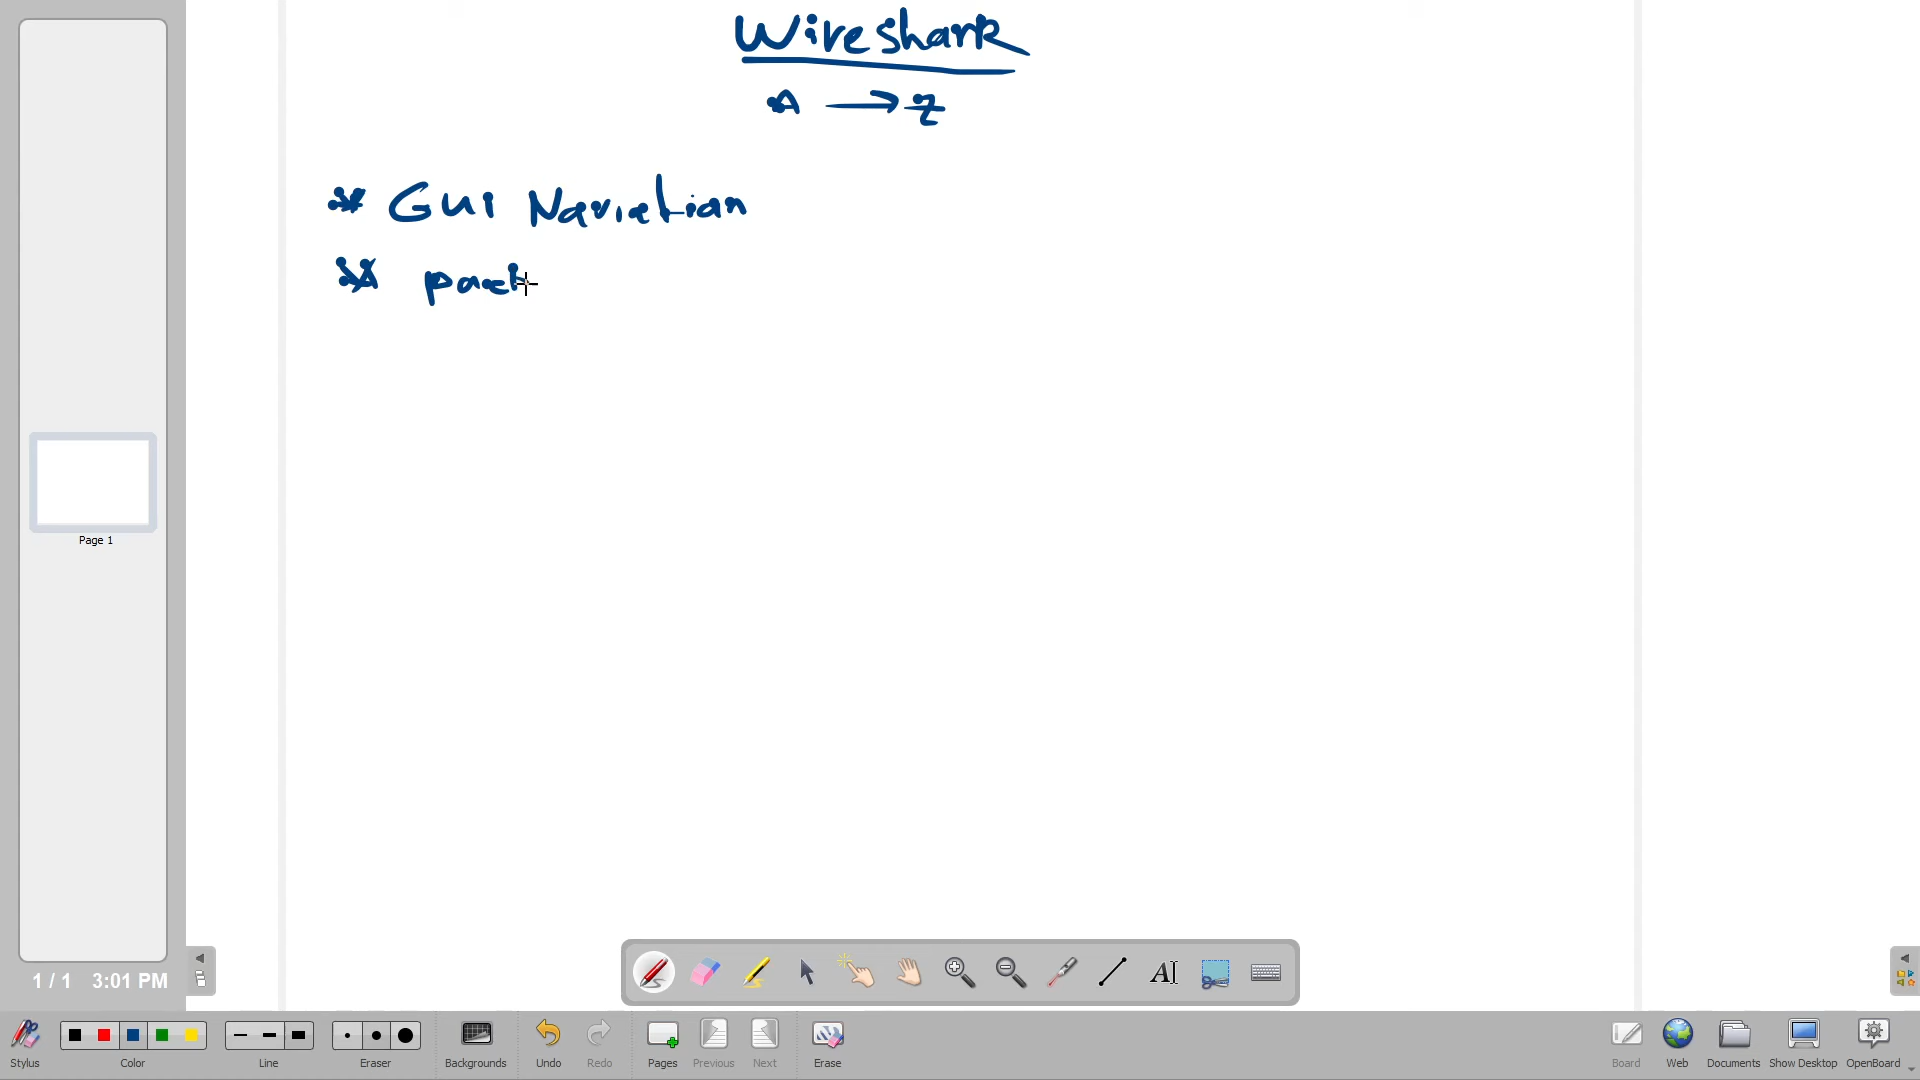 Wireshark
A → Z
* GUI Naviation
* pack
Page 1
1 / 1 3:01 PM
Stylus Color Line Eraser Backgrounds Undo Redo Pages Previous Next Erase Board Web Documents Show Desktop OpenBoard